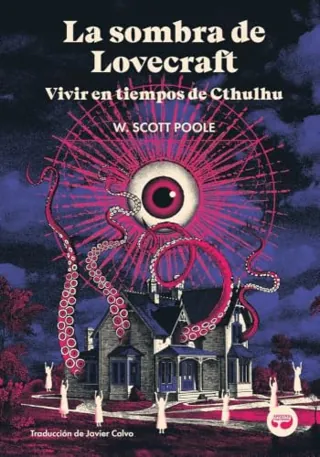 La sombra de
Lovecraft
Vivir en tiempos de Cthulhu
W. SCOTT POOLE
Traducción de Javier Calvo